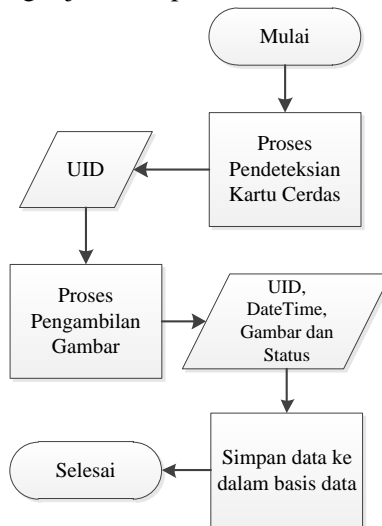 Mulai
Proses
Pendeteksian
Kartu Cerdas
UID
Proses
Pengambilan
Gambar
UID,
DateTime,
Gambar dan
Status
Simpan data ke
dalam basis data
Selesai